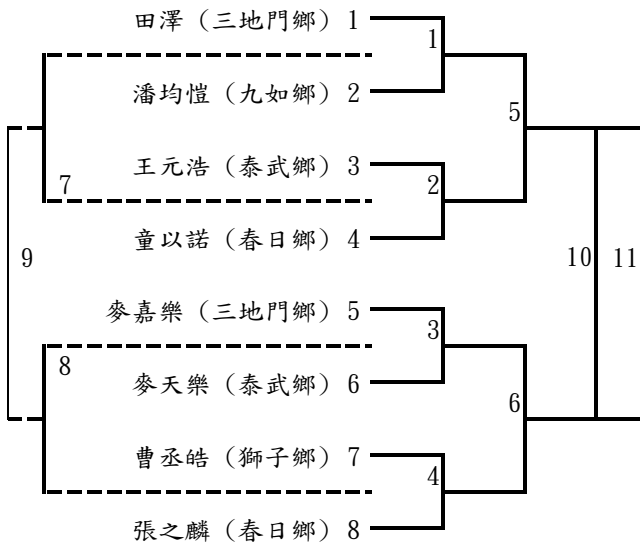 田澤（三地門鄉）1
1
潘均愷（九如鄉）2
5
王元浩（泰武鄉）3
7
2
童以諾（春日鄉）4
9
10
11
麥嘉樂（三地門鄉）5
3
8
麥天樂（泰武鄉）6
6
曹丞皓（獅子鄉）7
4
張之麟（春日鄉）8